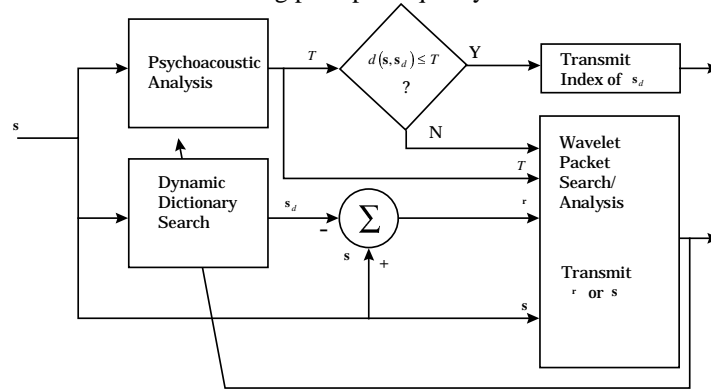 Psychoacoustic
Analysis
T
d(s,s_d) ≤ T
?
Y
Transmit
Index of s_d
s
N
T
Dynamic
Dictionary
Search
s_d
-
Σ
s
+
r
s
Wavelet
Packet
Search/
Analysis
Transmit
r or s